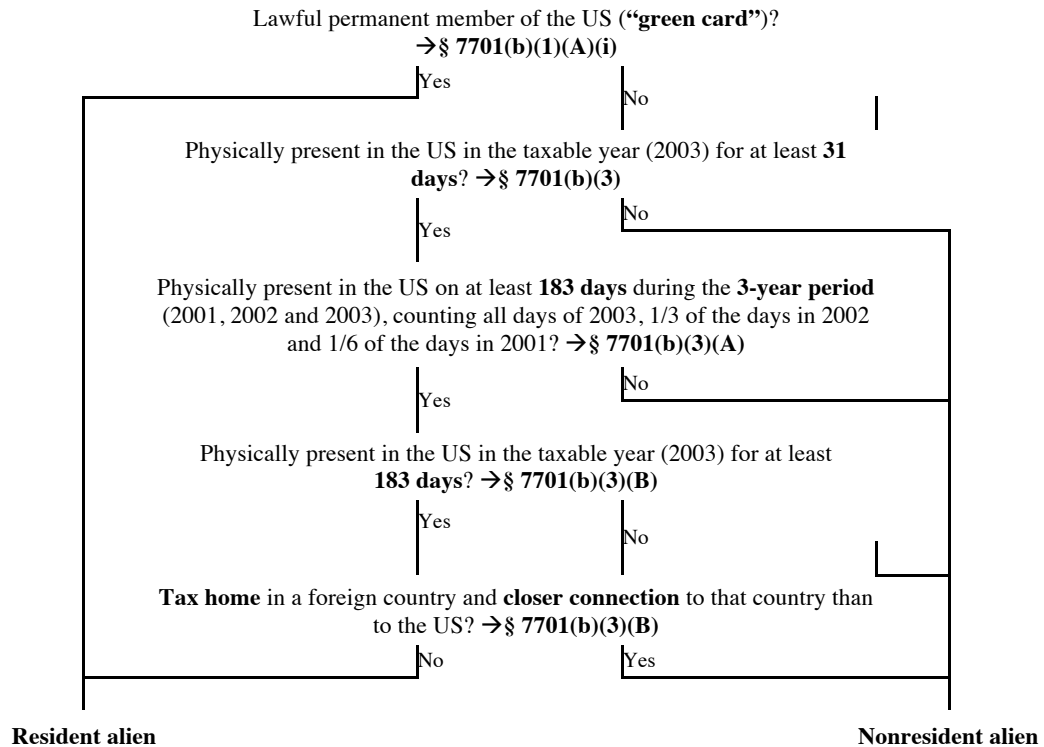 Lawful permanent member of the US (“green card”)?
→§ 7701(b)(1)(A)(i)
Yes
No
Physically present in the US in the taxable year (2003) for at least 31
days? →§ 7701(b)(3)
Yes
No
Physically present in the US on at least 183 days during the 3-year period
(2001, 2002 and 2003), counting all days of 2003, 1/3 of the days in 2002
and 1/6 of the days in 2001? →§ 7701(b)(3)(A)
Yes
No
Physically present in the US in the taxable year (2003) for at least
183 days? →§ 7701(b)(3)(B)
Yes
No
Tax home in a foreign country and closer connection to that country than
to the US? →§ 7701(b)(3)(B)
No
Yes
Resident alien
Nonresident alien